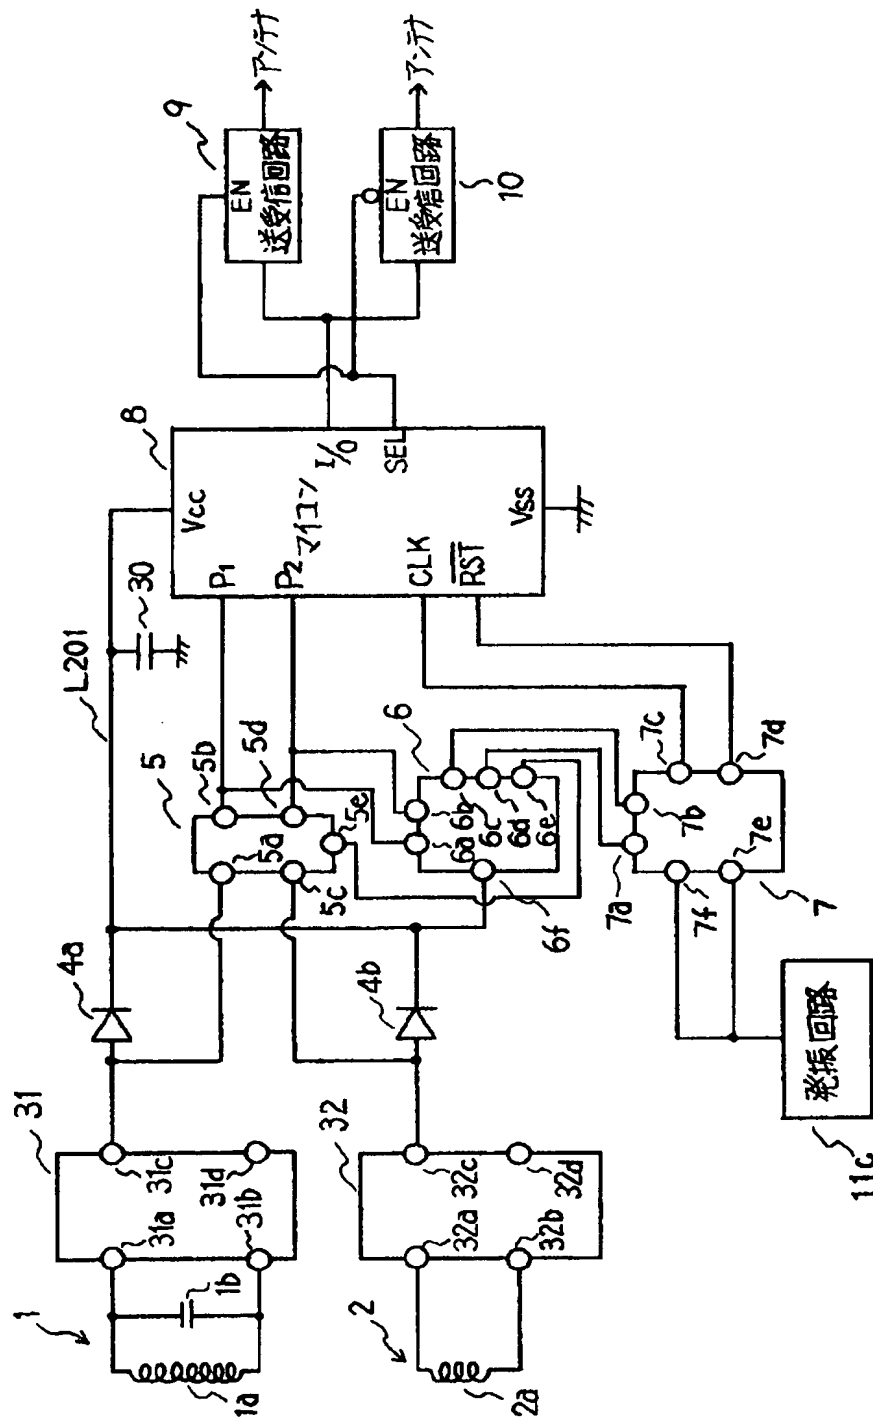 1
1a
1b
2
2a
31
31a
31b
31c
31d
32
32a
32b
32c
32d
4a
4b
5
5a
5b
5c
5d
5e
6
6a
6b
6c
6d
6e
6f
7
7a
7b
7c
7d
7e
7f
L201
30
8
Vcc
P1
P2
マイコン
I/O
SEL
CLK
RST
Vss
9
EN
送受信回路
アンテナ
10
EN
送受信回路
アンテナ
発振回路
11c